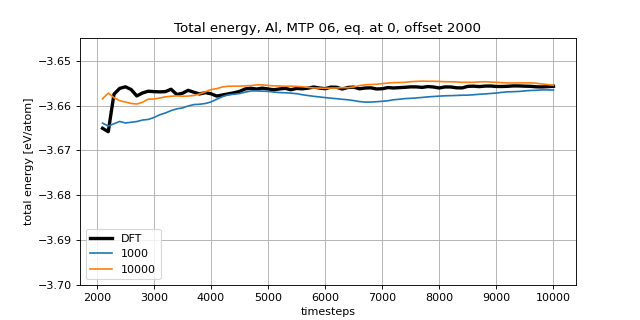 Total energy, Al, MTP 06, eq. at 0, offset 2000
total energy [eV/atom]
−3.65
−3.66
−3.67
−3.68
−3.69
−3.70
DFT
1000
10000
2000 3000 4000 5000 6000 7000 8000 9000 10000
timesteps